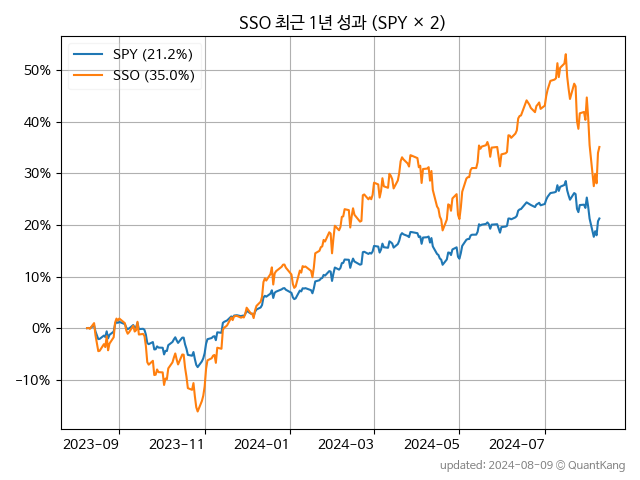 SSO 최근 1년 성과 (SPY × 2)
SPY (21.2%)
SSO (35.0%)
50%
40%
30%
20%
10%
0%
−10%
2023-09 2023-11 2024-01 2024-03 2024-05 2024-07
updated: 2024-08-09 © QuantKang